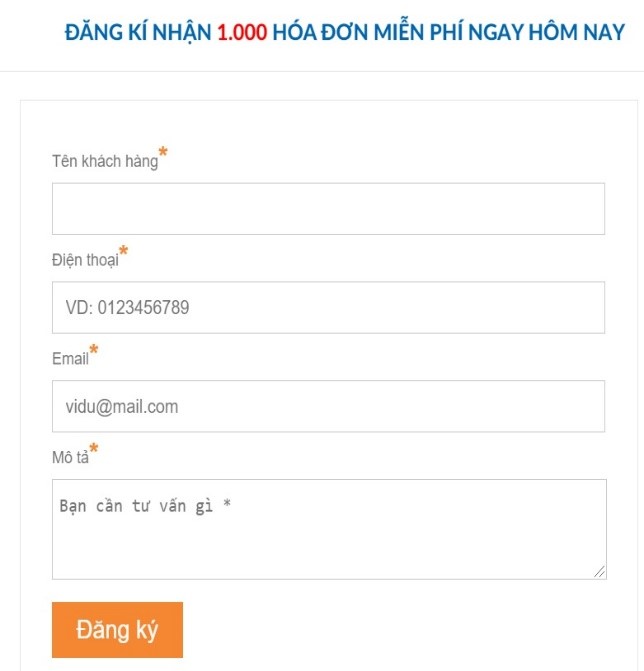 ĐĂNG KÍ NHẬN 1.000 HÓA ĐƠN MIỄN PHÍ NGAY HÔM NAY
Tên khách hàng*
Điện thoại*
VD: 0123456789
Email*
vidu@mail.com
Mô tả*
Bạn cần tư vấn gì *
Đăng ký